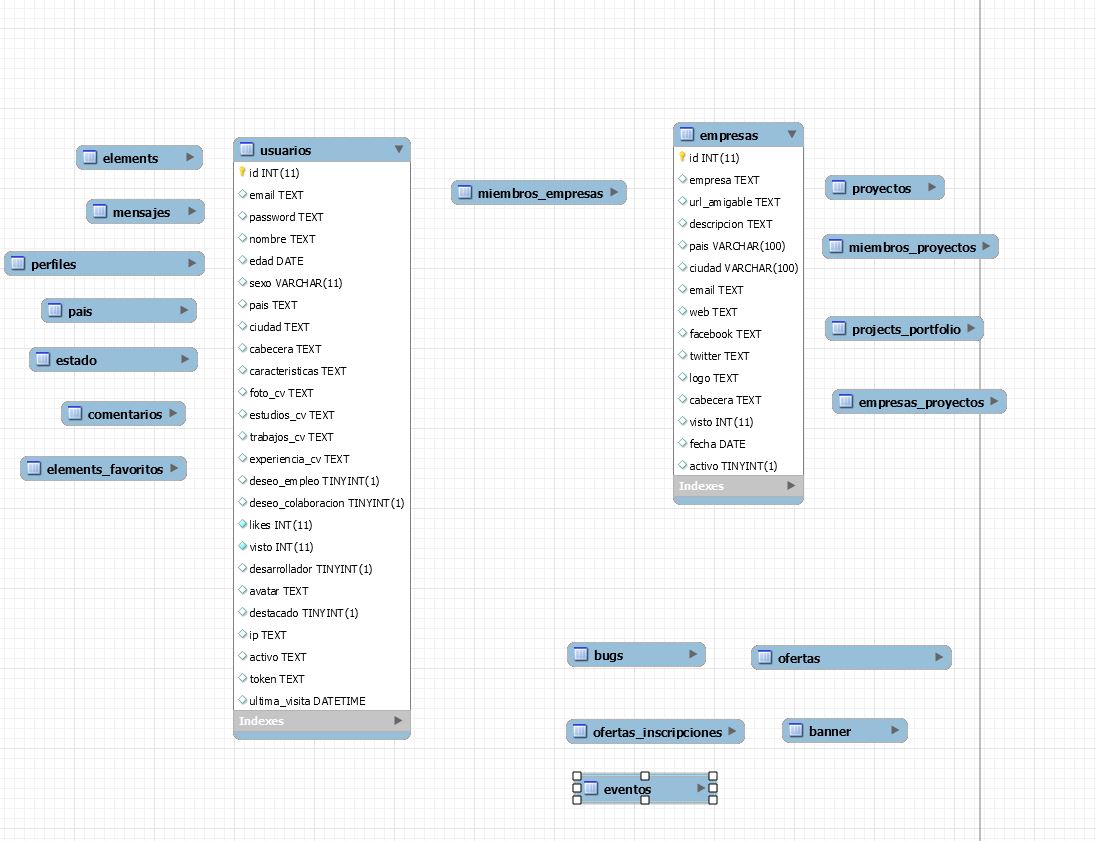 elements
mensajes
perfiles
pais
estado
comentarios
elements_favoritos
usuarios
id INT(11)
email TEXT
password TEXT
nombre TEXT
edad DATE
sexo VARCHAR(11)
pais TEXT
ciudad TEXT
cabecera TEXT
caracteristicas TEXT
foto_cv TEXT
estudios_cv TEXT
trabajos_cv TEXT
experiencia_cv TEXT
deseo_empleo TINYINT(1)
deseo_colaboracion TINYINT(1)
likes INT(11)
visto INT(11)
desarrollador TINYINT(1)
avatar TEXT
destacado TINYINT(1)
ip TEXT
activo TEXT
token TEXT
ultima_visita DATETIME
Indexes
miembros_empresas
empresas
id INT(11)
empresa TEXT
url_amigable TEXT
descripcion TEXT
pais VARCHAR(100)
ciudad VARCHAR(100)
email TEXT
web TEXT
facebook TEXT
twitter TEXT
logo TEXT
cabecera TEXT
visto INT(11)
fecha DATE
activo TINYINT(1)
Indexes
proyectos
miembros_proyectos
projects_portfolio
empresas_proyectos
bugs
ofertas
ofertas_inscripciones
banner
eventos